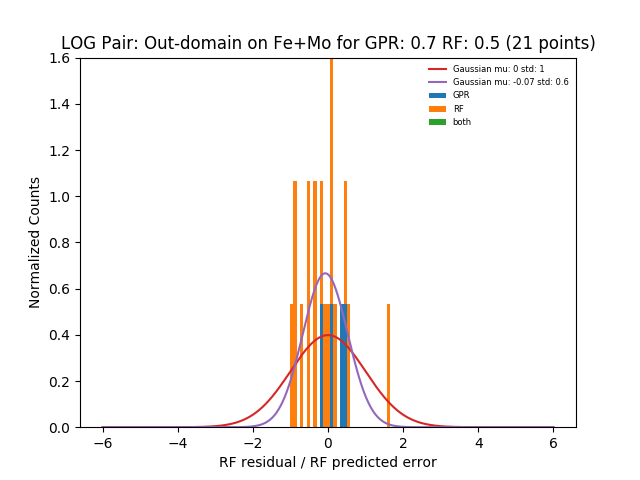 LOG Pair: Out-domain on Fe+Mo for GPR: 0.7 RF: 0.5 (21 points)
Gaussian mu: 0 std: 1
Gaussian mu: -0.07 std: 0.6
GPR
RF
both
Normalized Counts
1.6
1.4
1.2
1.0
0.8
0.6
0.4
0.2
0.0
−6 −4 −2 0 2 4 6
RF residual / RF predicted error